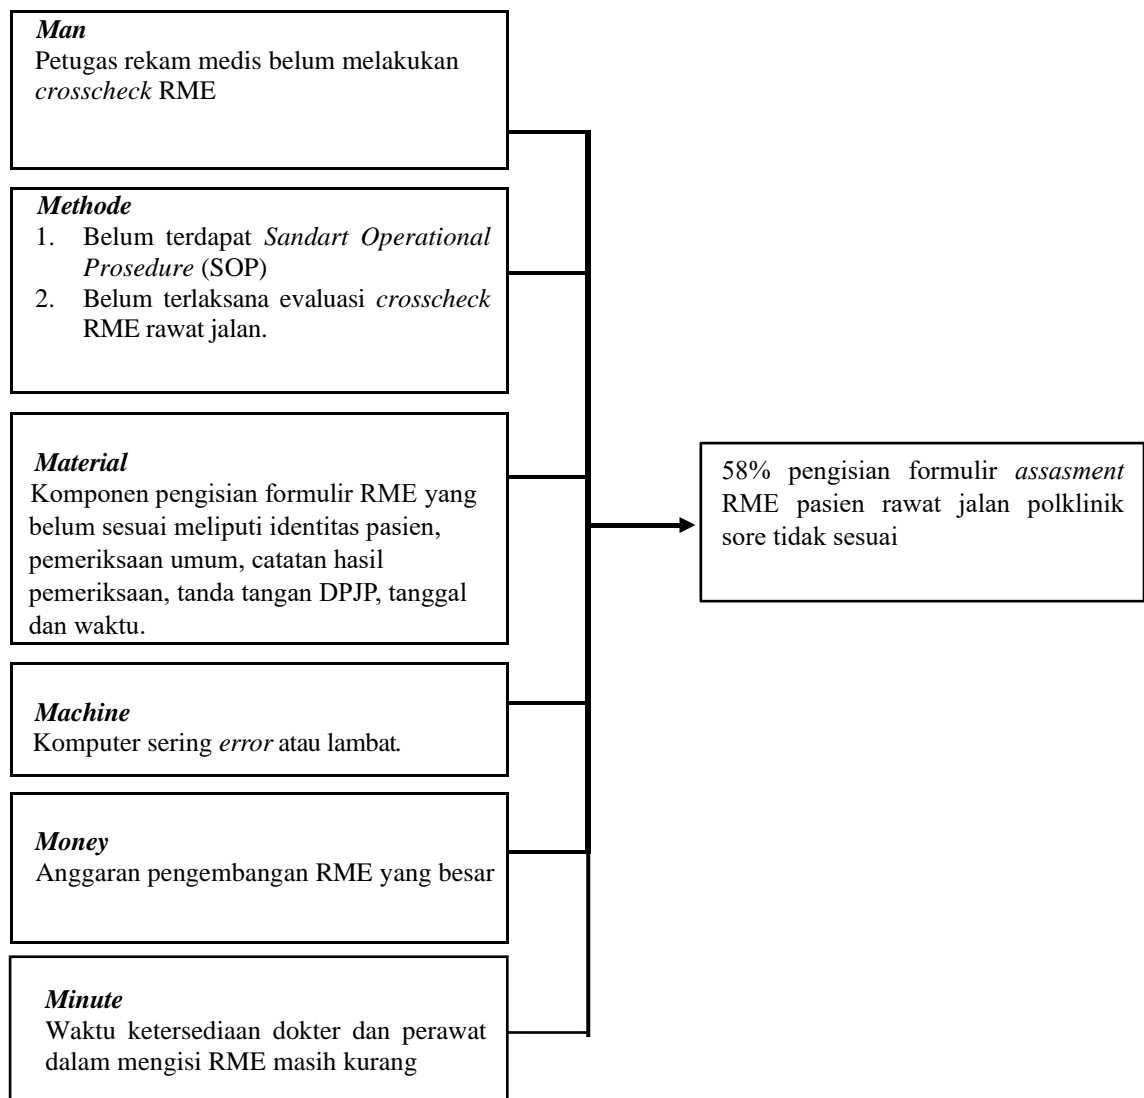 Man
Petugas rekam medis belum melakukan
crosscheck RME
Methode
1. Belum terdapat Sandart Operational
Prosedure (SOP)
2. Belum terlaksana evaluasi crosscheck
RME rawat jalan.
Material
Komponen pengisian formulir RME yang
belum sesuai meliputi identitas pasien,
pemeriksaan umum, catatan hasil
pemeriksaan, tanda tangan DPJP, tanggal
dan waktu.
Machine
Komputer sering error atau lambat.
Money
Anggaran pengembangan RME yang besar
Minute
Waktu ketersediaan dokter dan perawat
dalam mengisi RME masih kurang
58% pengisian formulir assasment
RME pasien rawat jalan polklinik
sore tidak sesuai